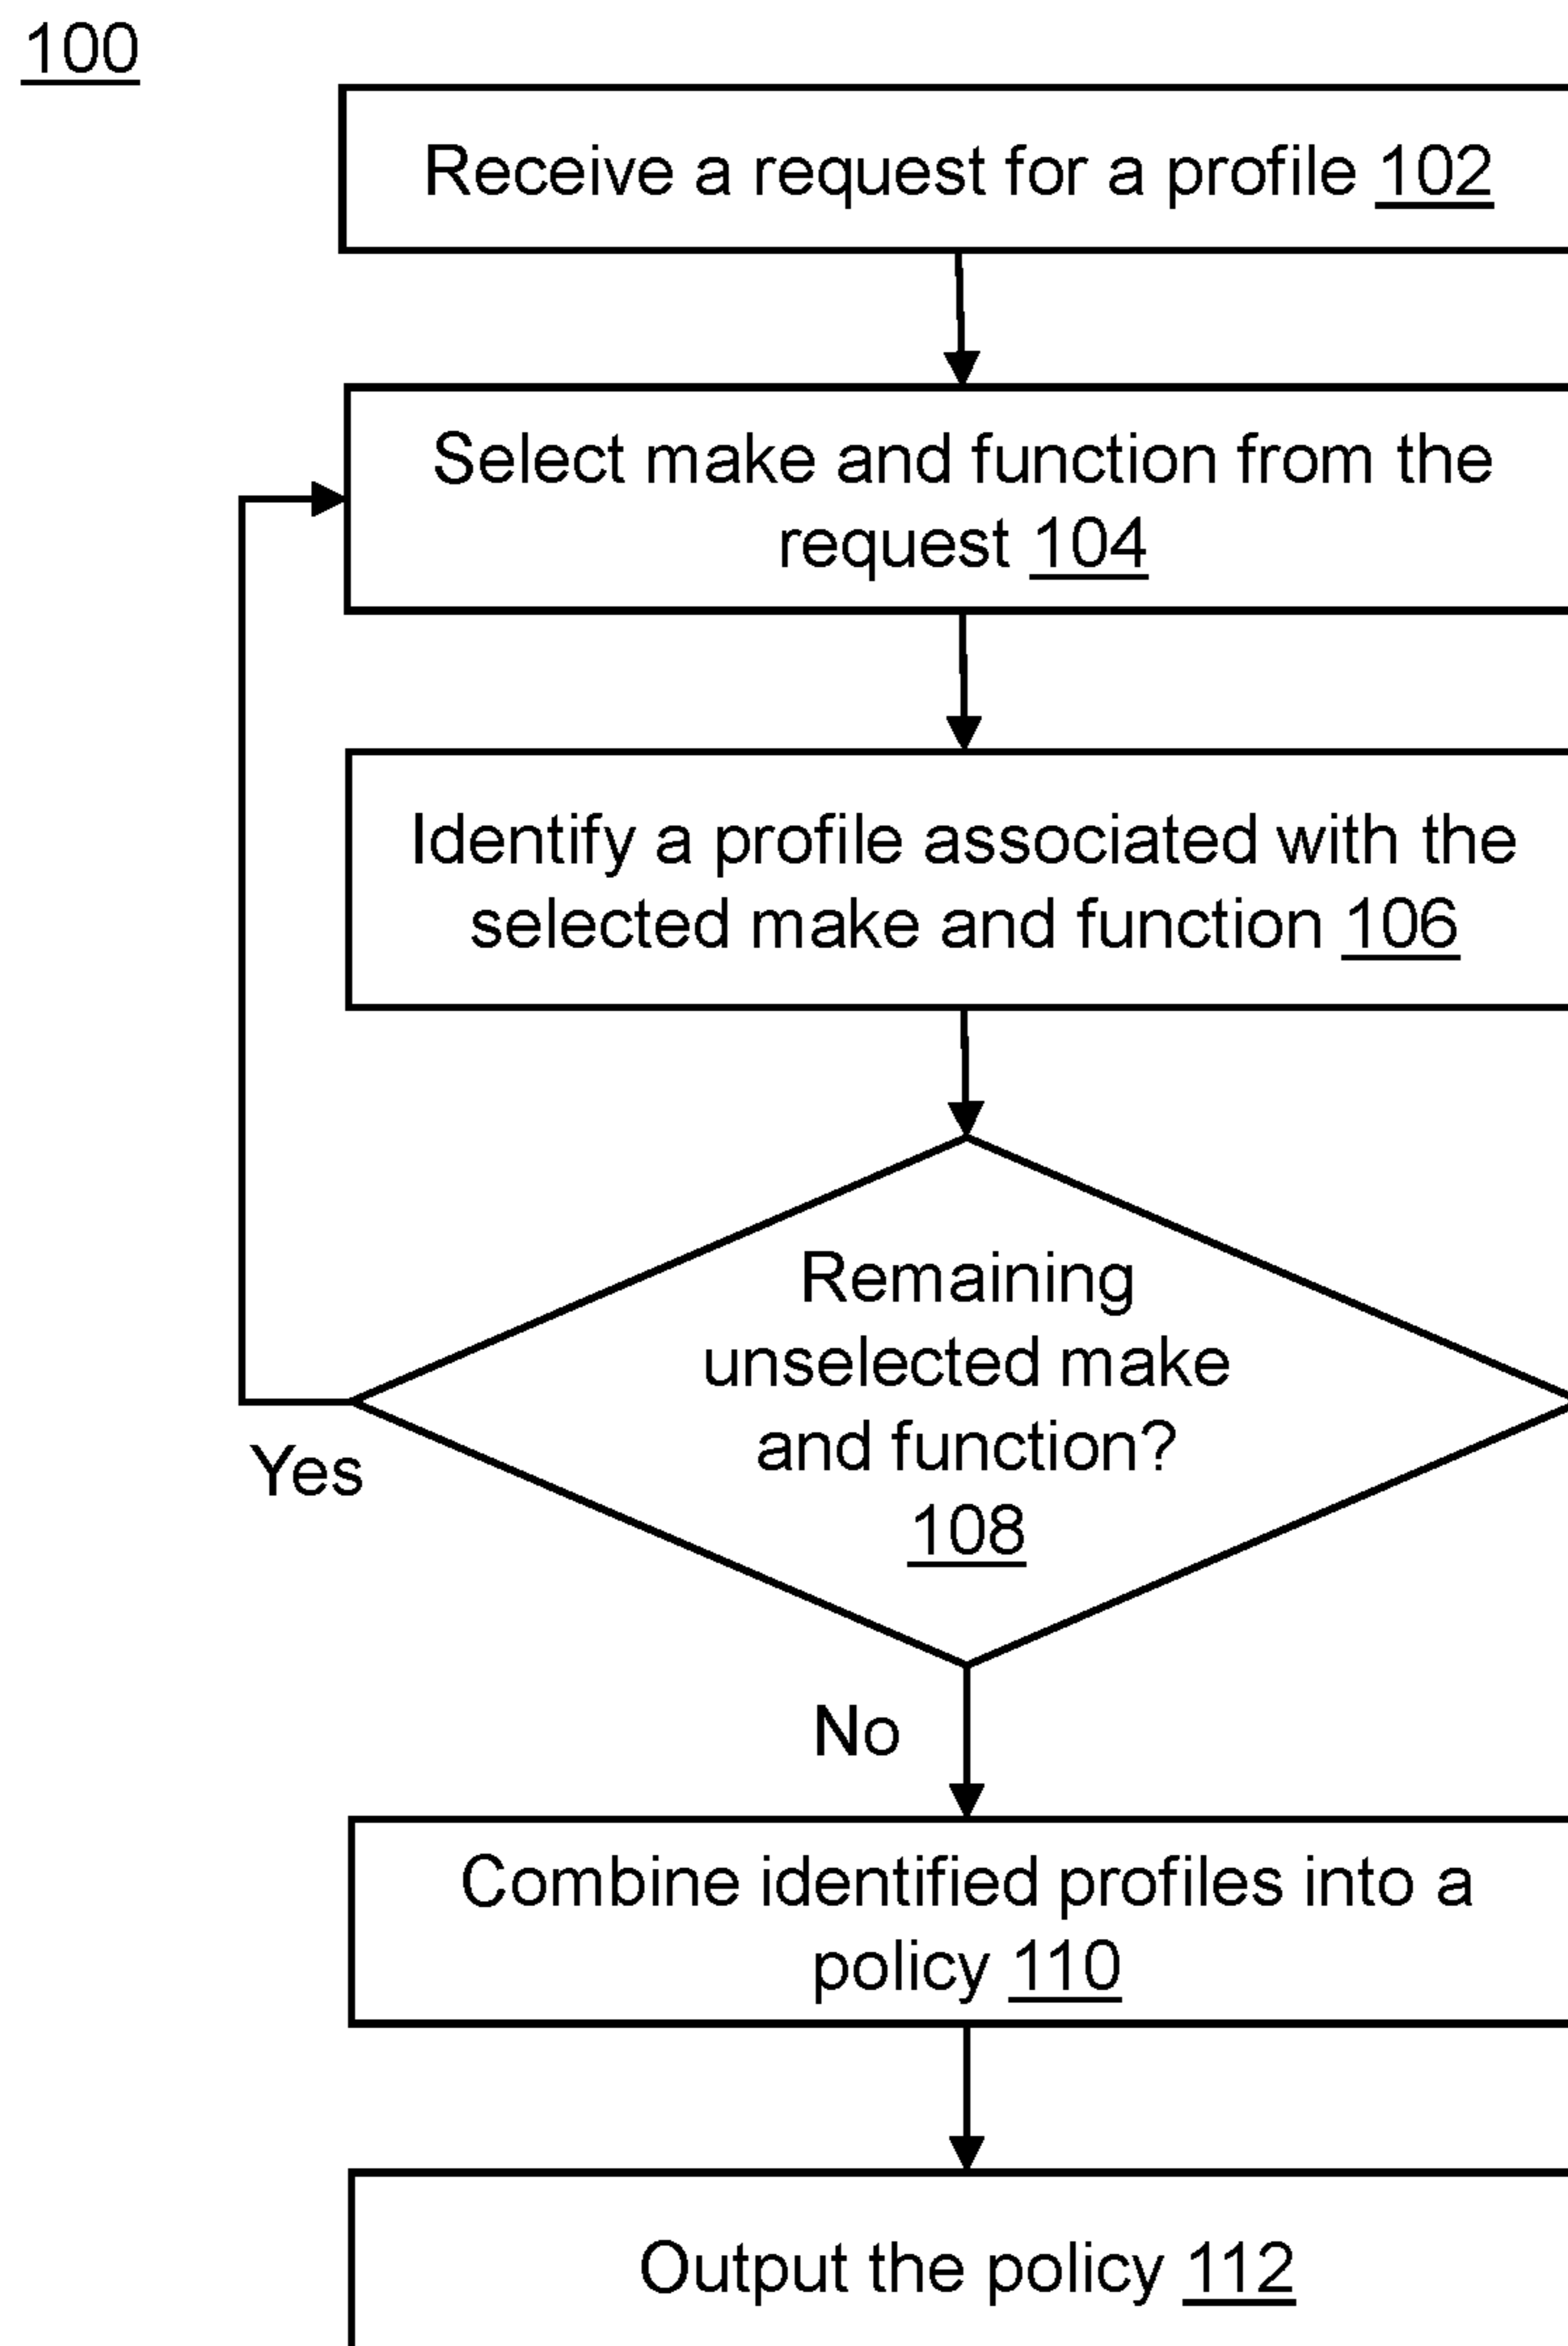 100
Receive a request for a profile 102
Select make and function from the
request 104
Identify a profile associated with the
selected make and function 106
Remaining
unselected make
and function?
108
Yes
No
Combine identified profiles into a
policy 110
Output the policy 112